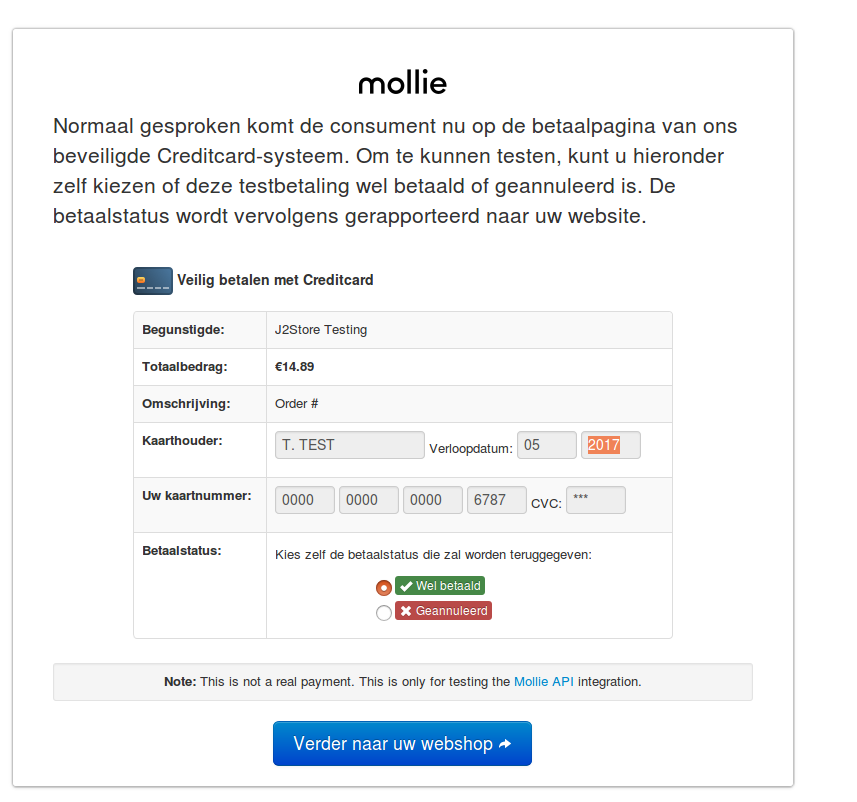 mollie
Normaal gesproken komt de consument nu op de betaalpagina van ons
beveiligde Creditcard-systeem. Om te kunnen testen, kunt u hieronder
zelf kiezen of deze testbetaling wel betaald of geannuleerd is. De
betaalstatus wordt vervolgens gerapporteerd naar uw website.
Veilig betalen met Creditcard
Begunstigde: J2Store Testing
Totaalbedrag: €14.89
Omschrijving: Order #
Kaarthouder: T. TEST Verloopdatum: 05 2017
Uw kaartnummer: 0000 0000 0000 6787 CVC: ***
Betaalstatus: Kies zelf de betaalstatus die zal worden teruggegeven:
Wel betaald
Geannuleerd
Note: This is not a real payment. This is only for testing the Mollie API integration.
Verder naar uw webshop